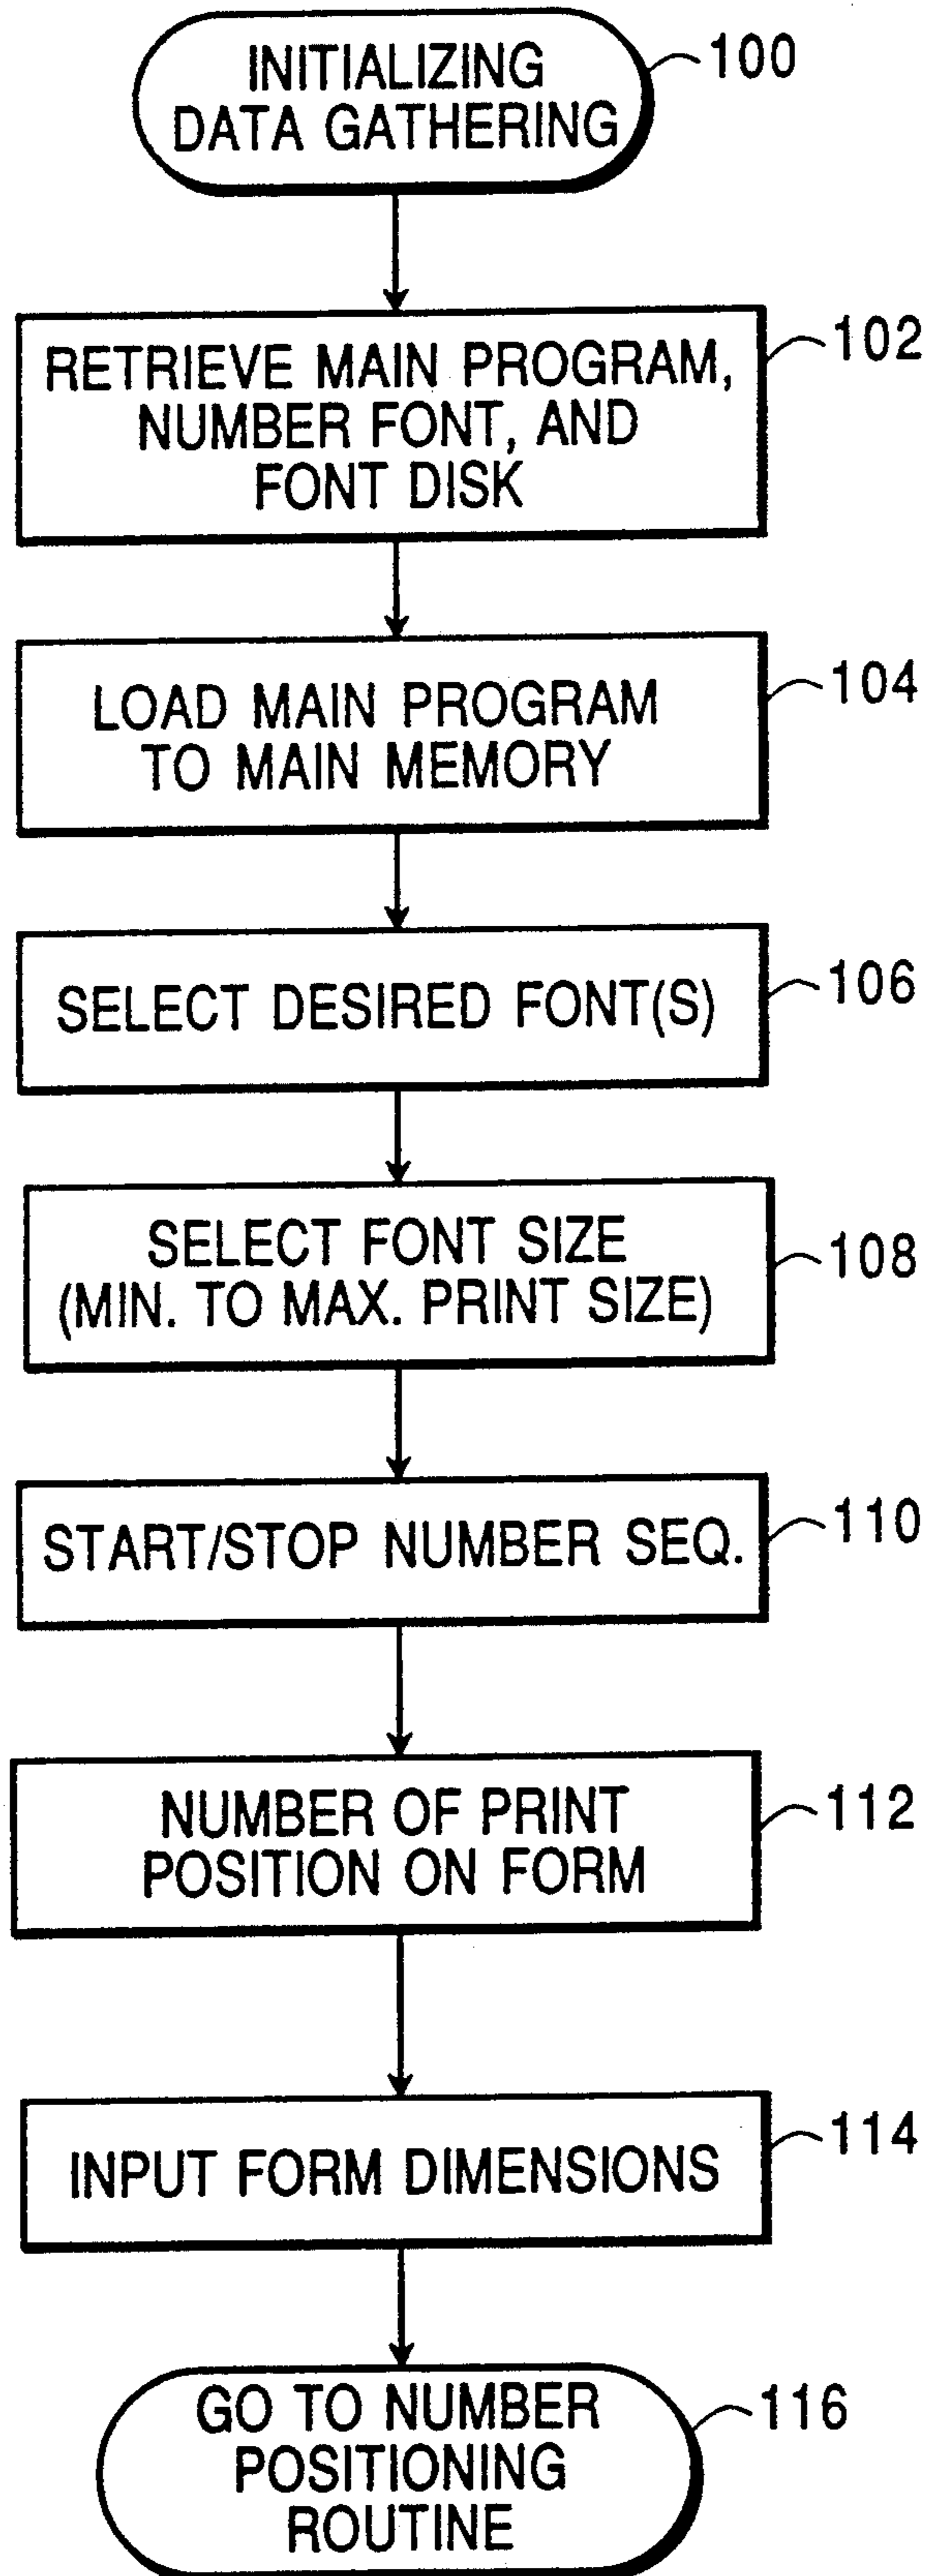 INITIALIZING
DATA GATHERING
100
RETRIEVE MAIN PROGRAM,
NUMBER FONT, AND
FONT DISK
102
LOAD MAIN PROGRAM
TO MAIN MEMORY
104
SELECT DESIRED FONT(S)
106
SELECT FONT SIZE
(MIN. TO MAX. PRINT SIZE)
108
START/STOP NUMBER SEQ.
110
NUMBER OF PRINT
POSITION ON FORM
112
INPUT FORM DIMENSIONS
114
GO TO NUMBER
POSITIONING
ROUTINE
116